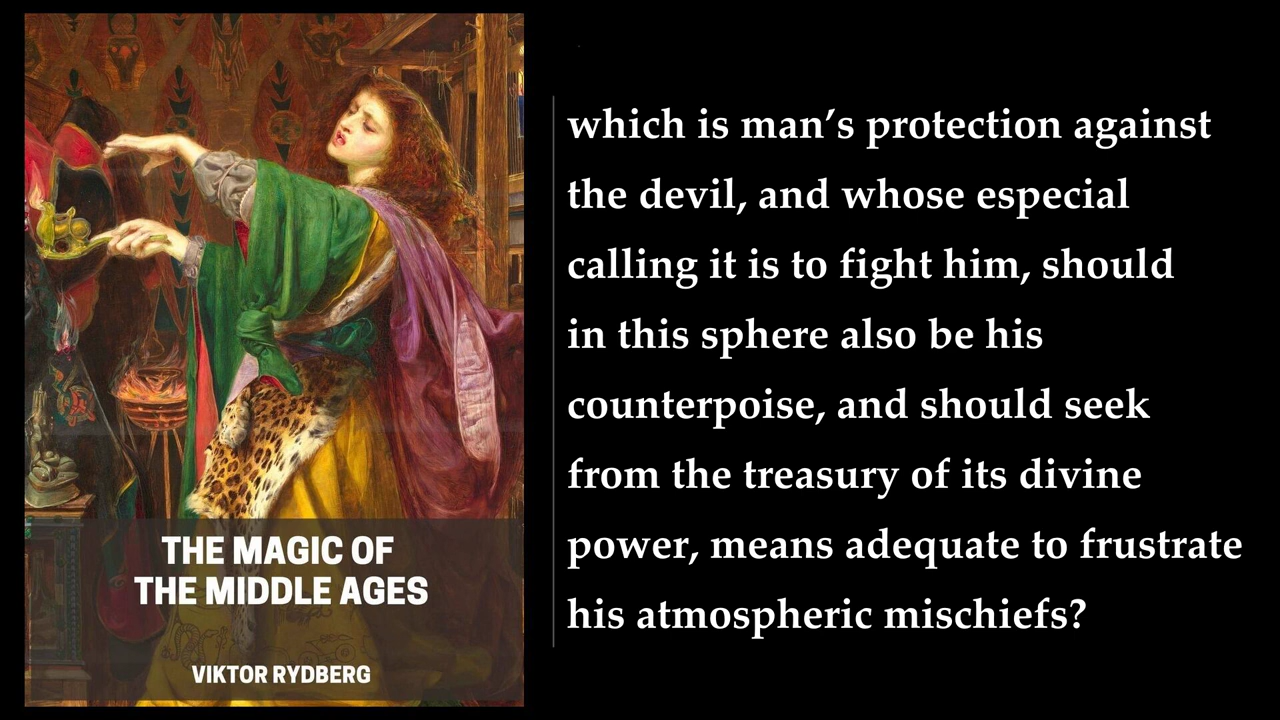 THE MAGIC OF
THE MIDDLE AGES
VIKTOR RYDBERG
which is man’s protection against
the devil, and whose especial
calling it is to fight him, should
in this sphere also be his
counterpoise, and should seek
from the treasury of its divine
power, means adequate to frustrate
his atmospheric mischiefs?